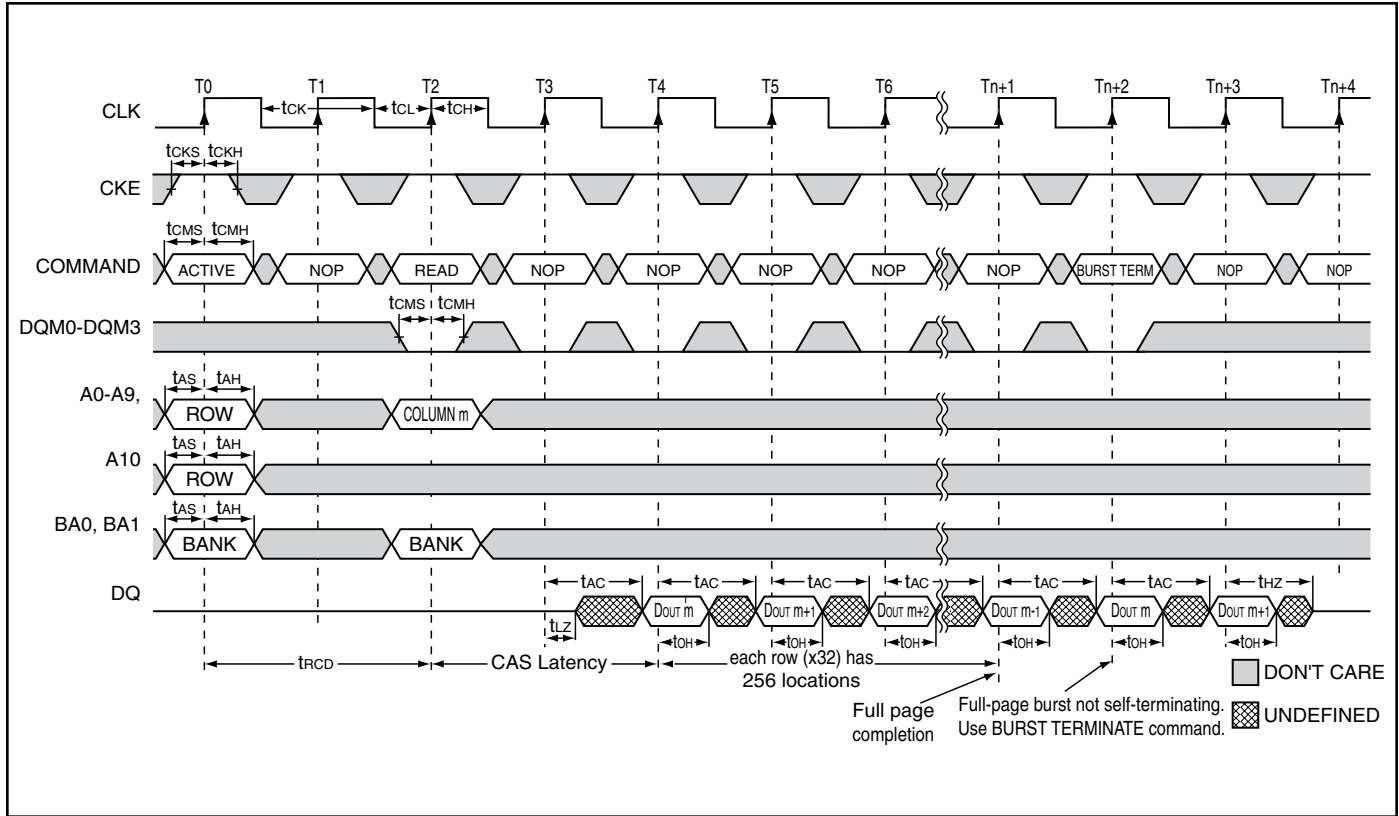 T0 T1 T2 T3 T4 T5 T6 Tn+1 Tn+2 Tn+3 Tn+4
CLK tCK tCL tCH
tCKS tCKH
CKE
tCMS tCMH
COMMAND ACTIVE NOP READ NOP NOP NOP NOP NOP BURST TERM NOP NOP
tCMS tCMH
DQM0-DQM3
tAS tAH
A0-A9, ROW COLUMN m
tAS tAH
A10 ROW
tAS tAH
BA0, BA1 BANK BANK
tAC tAC tAC tAC tAC tAC tHZ
DQ DOUT m DOUT m+1 DOUT m+2 DOUT m-1 DOUT m DOUT m+1
tLZ tOH tOH tOH tOH tOH tOH
tRCD CAS Latency each row (x32) has
256 locations
DON'T CARE
Full page
completion
Full-page burst not self-terminating.
Use BURST TERMINATE command.
UNDEFINED